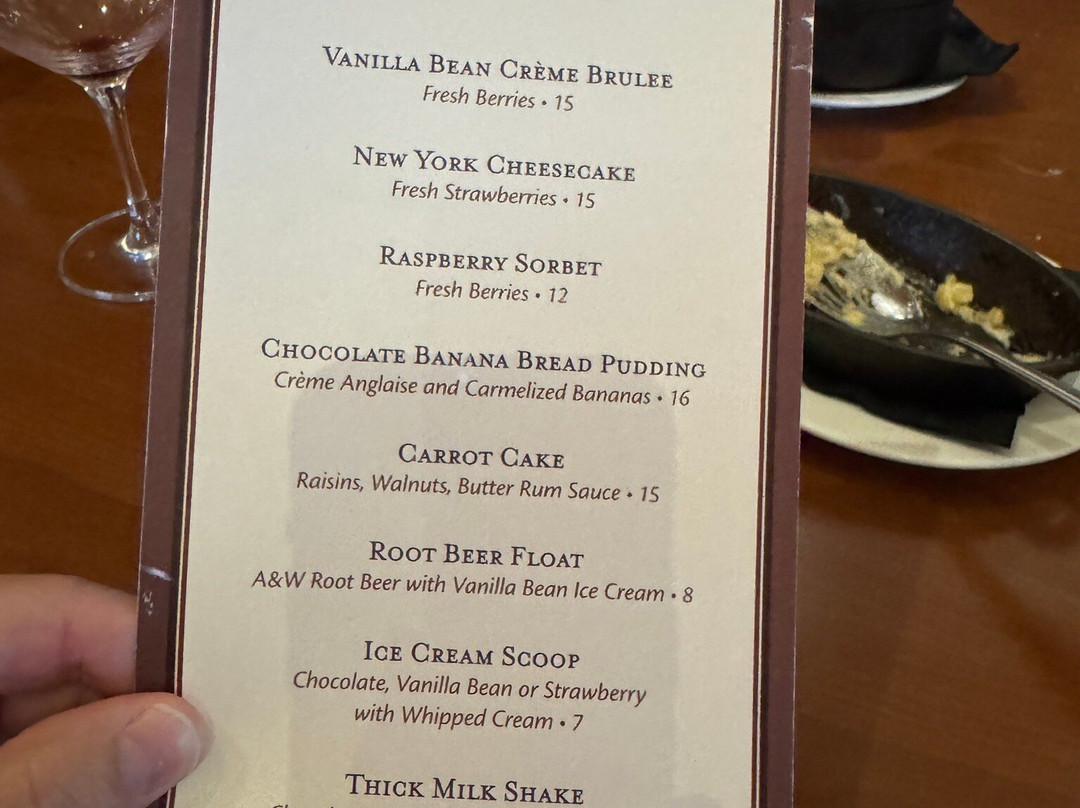 Vanilla Bean Crème Brulee
Fresh Berries • 15
New York Cheesecake
Fresh Strawberries • 15
Raspberry Sorbet
Fresh Berries • 12
Chocolate Banana Bread Pudding
Crème Anglaise and Carmelized Bananas • 16
Carrot Cake
Raisins, Walnuts, Butter Rum Sauce • 15
Root Beer Float
A&W Root Beer with Vanilla Bean Ice Cream • 8
Ice Cream Scoop
Chocolate, Vanilla Bean or Strawberry
with Whipped Cream • 7
Thick Milk Shake